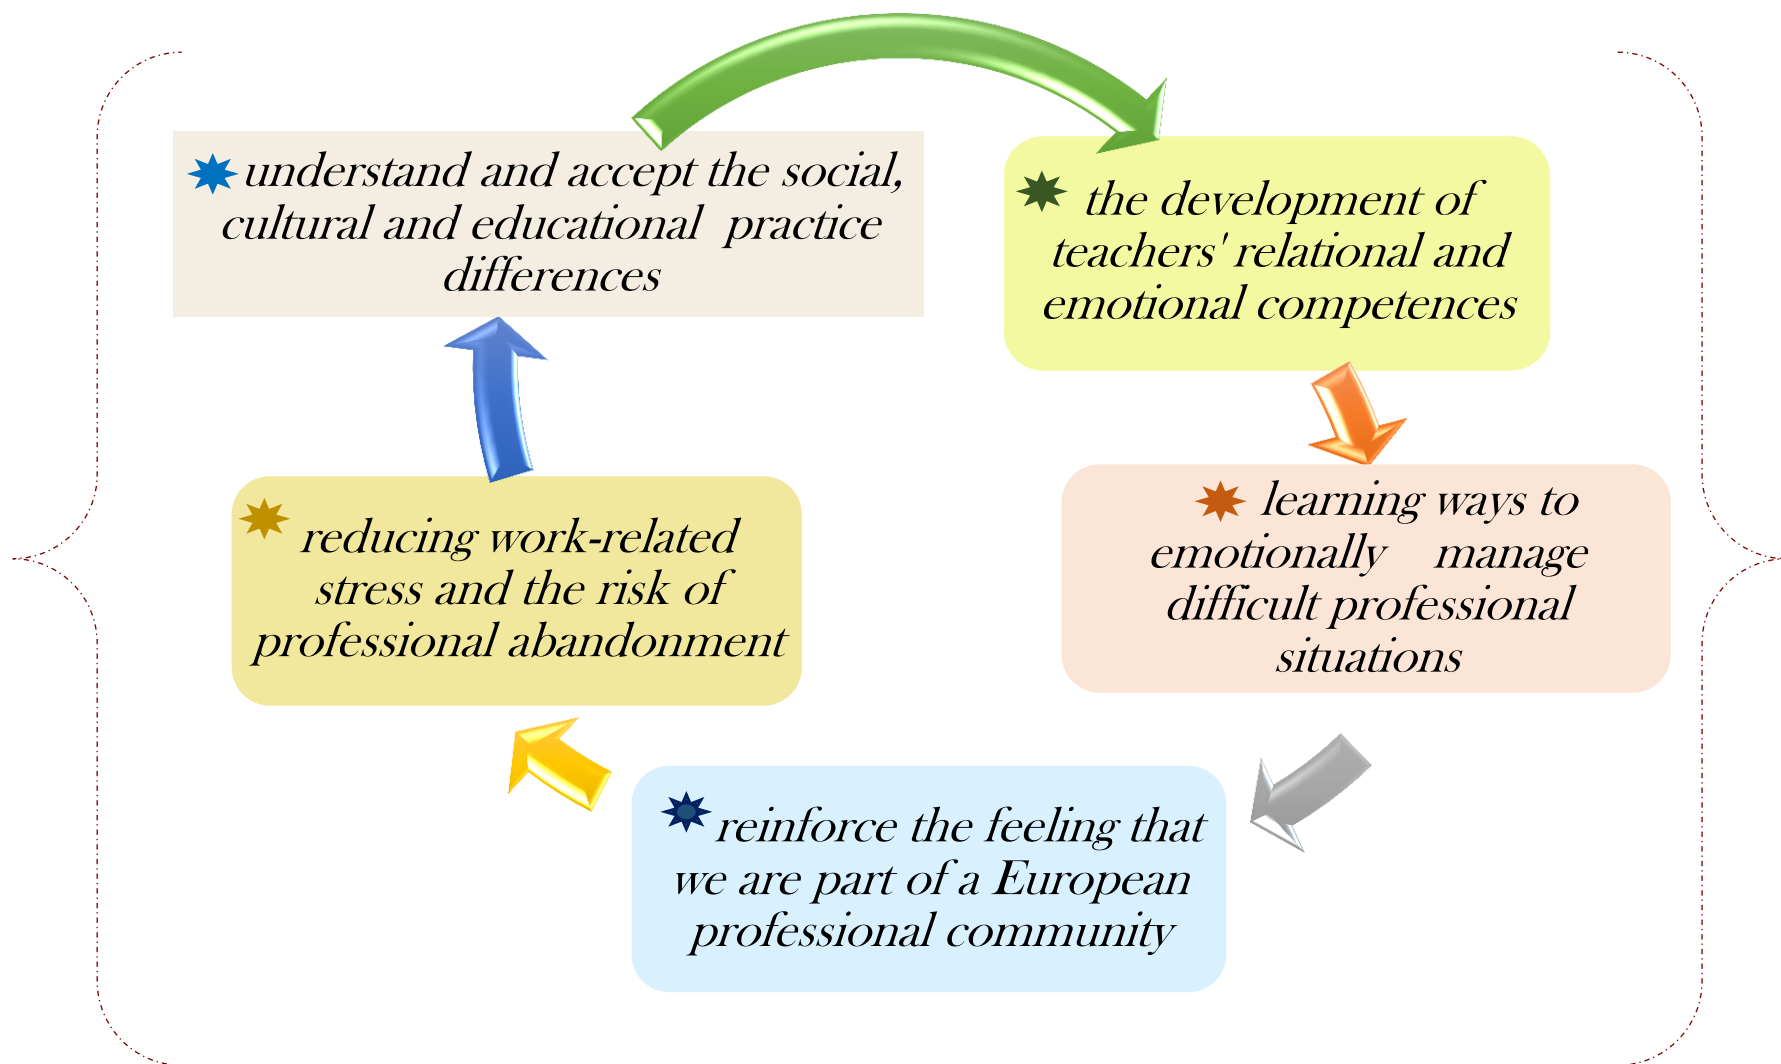 understand and accept the social,
cultural and educational practice
differences
the development of
teachers' relational and
emotional competences
learning ways to
emotionally manage
difficult professional
situations
reinforce the feeling that
we are part of a European
professional community
reducing work-related
stress and the risk of
professional abandonment